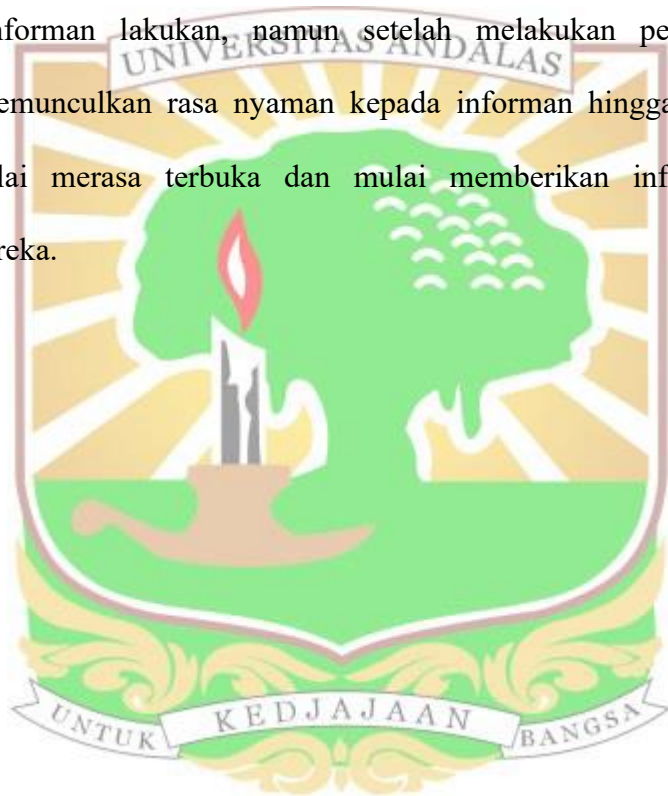 nforman lakukan, namun setelah melakukan pe
UNIVERSITAS ANDALAS
emunculkan rasa nyaman kepada informan hingga
lai merasa terbuka dan mulai memberikan inf
reka.
UNTUK KEDJAJAAN BANGSA